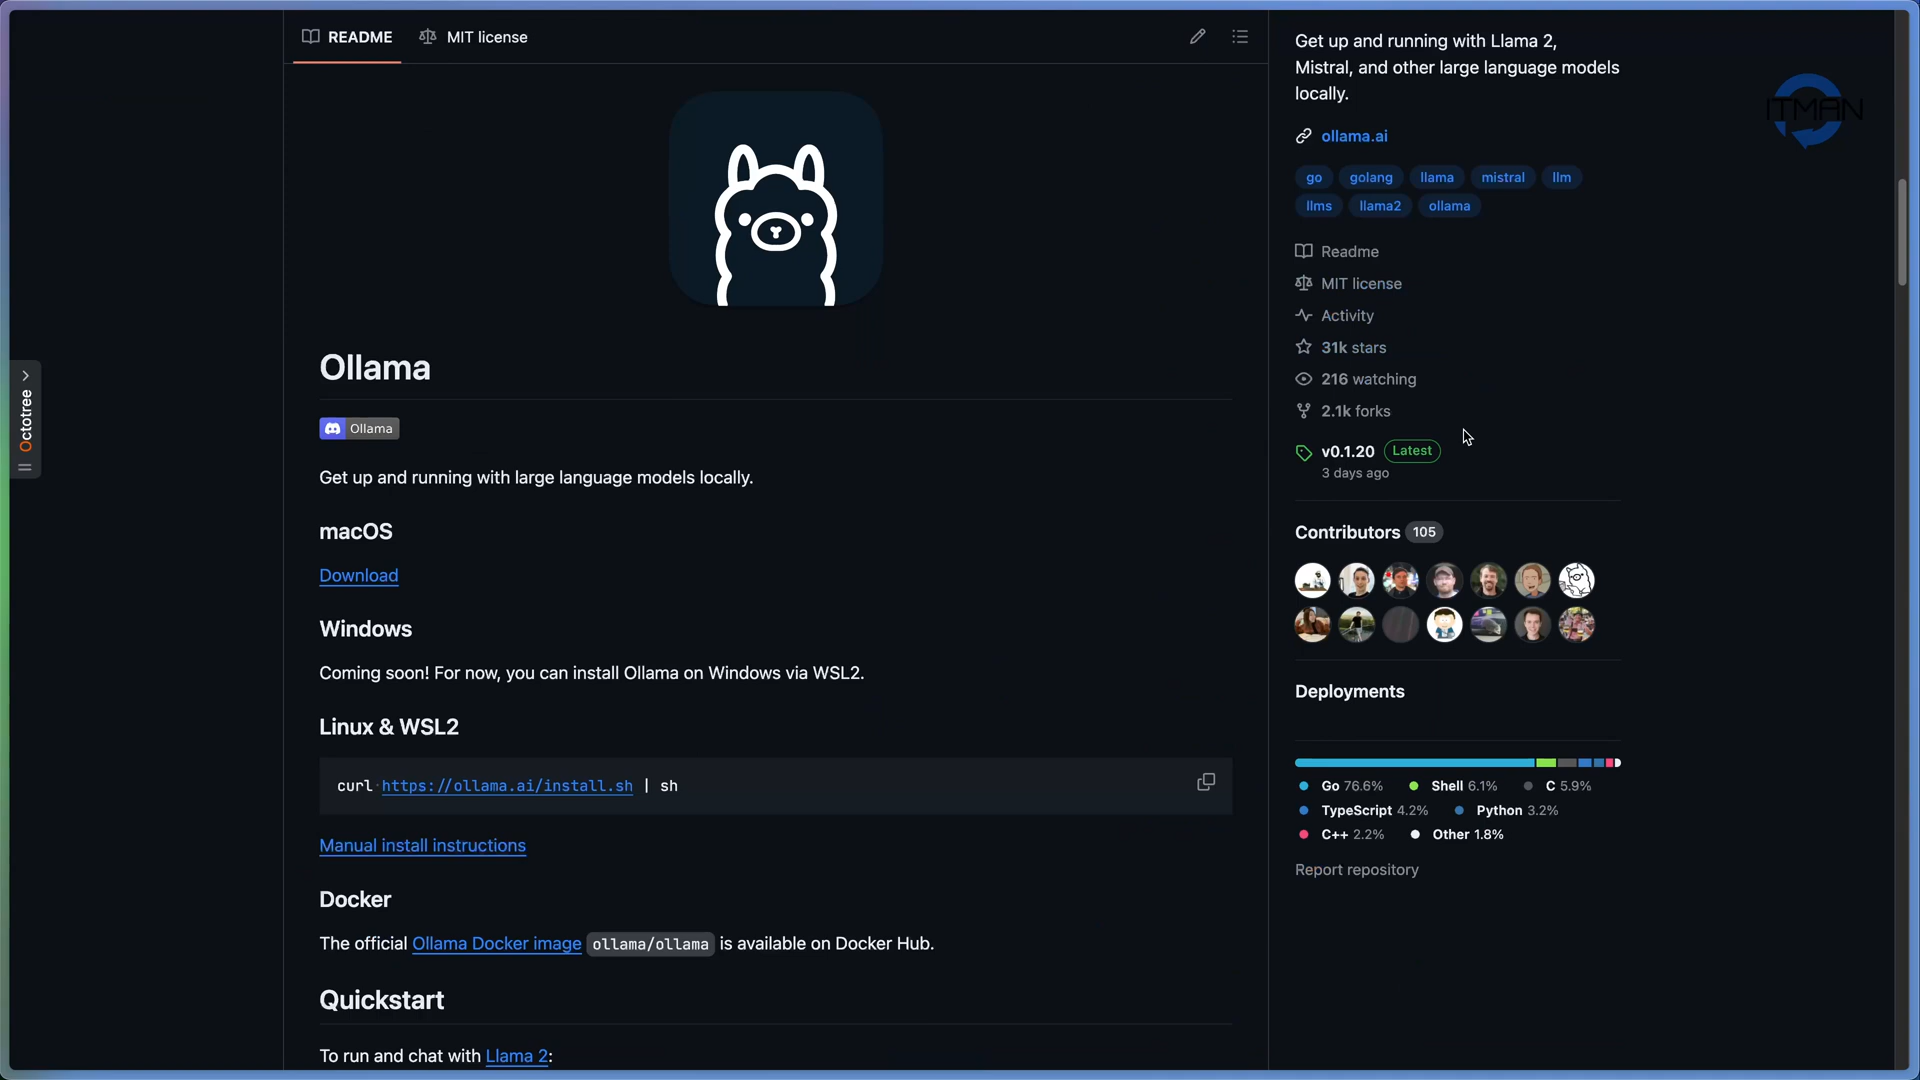 README
MIT license
Ollama
Ollama
Get up and running with large language models locally.
macOS
Download
Windows
Coming soon! For now, you can install Ollama on Windows via WSL2.
Linux & WSL2
curl https://ollama.ai/install.sh | sh
Manual install instructions
Docker
The official Ollama Docker image ollama/ollama is available on Docker Hub.
Quickstart
To run and chat with Llama 2:
Get up and running with Llama 2,
Mistral, and other large language models
locally.
ollama.ai
go golang llama mistral llm
llms llama2 ollama
Readme
MIT license
Activity
31k stars
216 watching
2.1k forks
v0.1.20 Latest
3 days ago
Contributors 105
Deployments
Go 76.6% Shell 6.1% C 5.9%
TypeScript 4.2% Python 3.2%
C++ 2.2% Other 1.8%
Report repository
Octotree
ITMAN